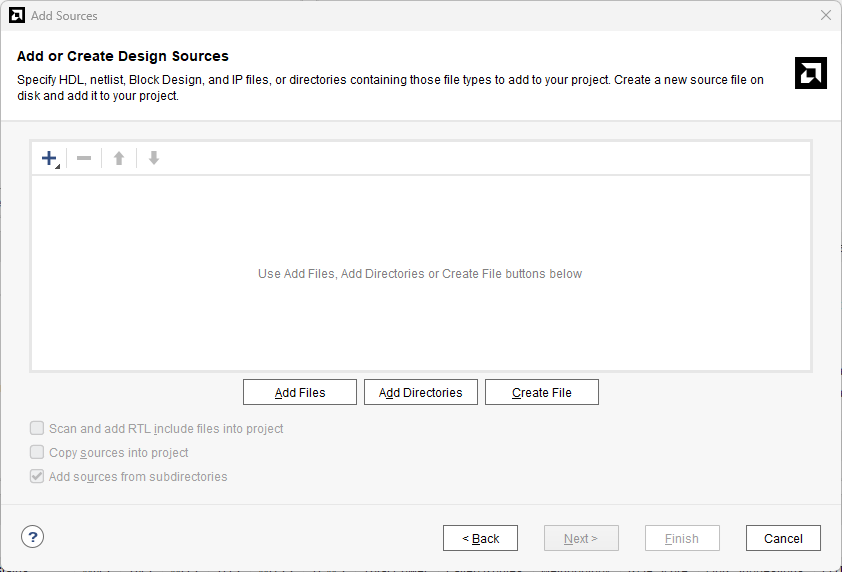 Add Sources
Add or Create Design Sources
Specify HDL, netlist, Block Design, and IP files, or directories containing those file types to add to your project. Create a new source file on
disk and add it to your project.
Use Add Files, Add Directories or Create File buttons below
Add Files
Add Directories
Create File
Scan and add RTL include files into project
Copy sources into project
Add sources from subdirectories
?
< Back
Next >
Finish
Cancel